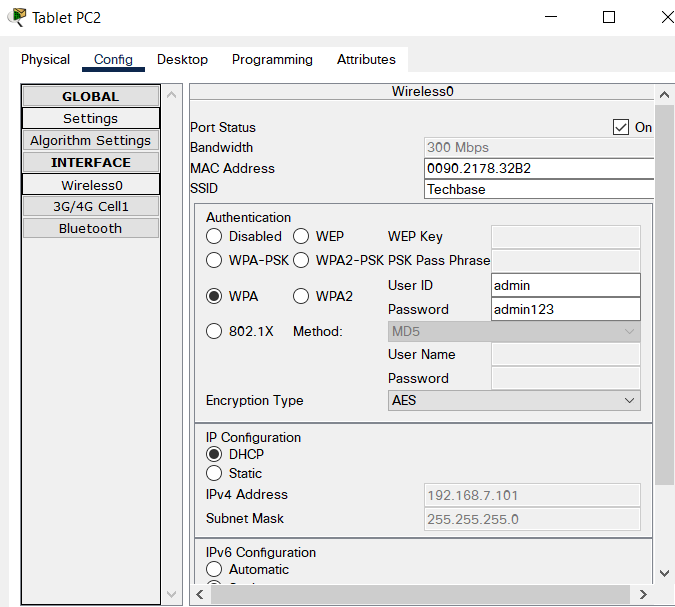 Tablet PC2
Physical Config Desktop Programming Attributes
GLOBAL
Settings
Algorithm Settings
INTERFACE
Wireless0
3G/4G Cell1
Bluetooth
Wireless0
Port Status On
Bandwidth 300 Mbps
MAC Address 0090.2178.32B2
SSID Techbase
Authentication
Disabled WEP WEP Key
WPA-PSK WPA2-PSK PSK Pass Phrase
User ID admin
WPA WPA2
Password admin123
802.1X Method: MD5
User Name
Password
Encryption Type AES
IP Configuration
DHCP
Static
IPv4 Address 192.168.7.101
Subnet Mask 255.255.255.0
IPv6 Configuration
Automatic